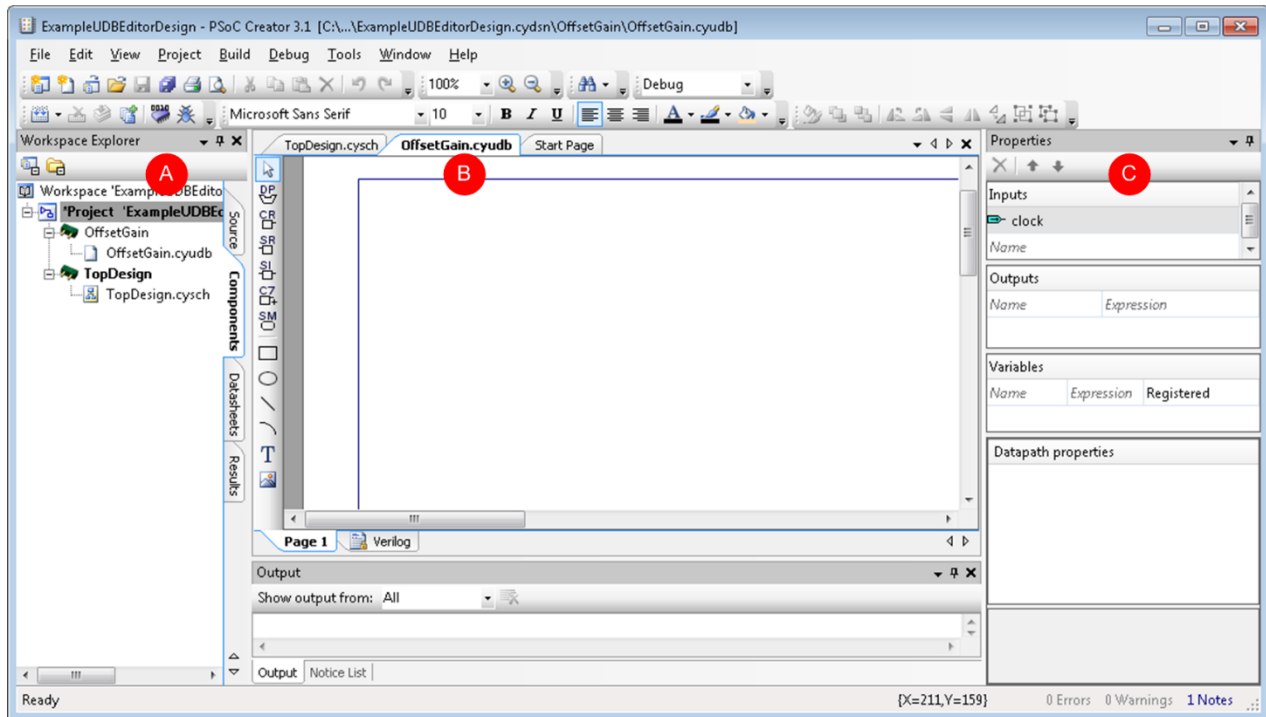 ExampleUDBEditorDesign - PSoC Creator 3.1 [C:\...\ExampleUDBEditorDesign.cydsn\OffsetGain\OffsetGain.cyudb]
File Edit View Project Build Debug Tools Window Help
100% Debug
Microsoft Sans Serif 10 B I U A
Workspace Explorer
TopDesign.cysch OffsetGain.cyudb Start Page
Properties
A
B
C
Workspace 'ExampleUDBEdito
*Project 'ExampleUDBEc
OffsetGain
OffsetGain.cyudb
TopDesign
TopDesign.cysch
Source
Components
Datasheets
Results
DP
CR
SR
SI
C7
SM
T
Inputs
clock
Name
Outputs
Name Expression
Variables
Name Expression Registered
Datapath properties
Page 1 Verilog
Output
Show output from: All
Output Notice List
Ready {X=211,Y=159} 0 Errors 0 Warnings 1 Notes